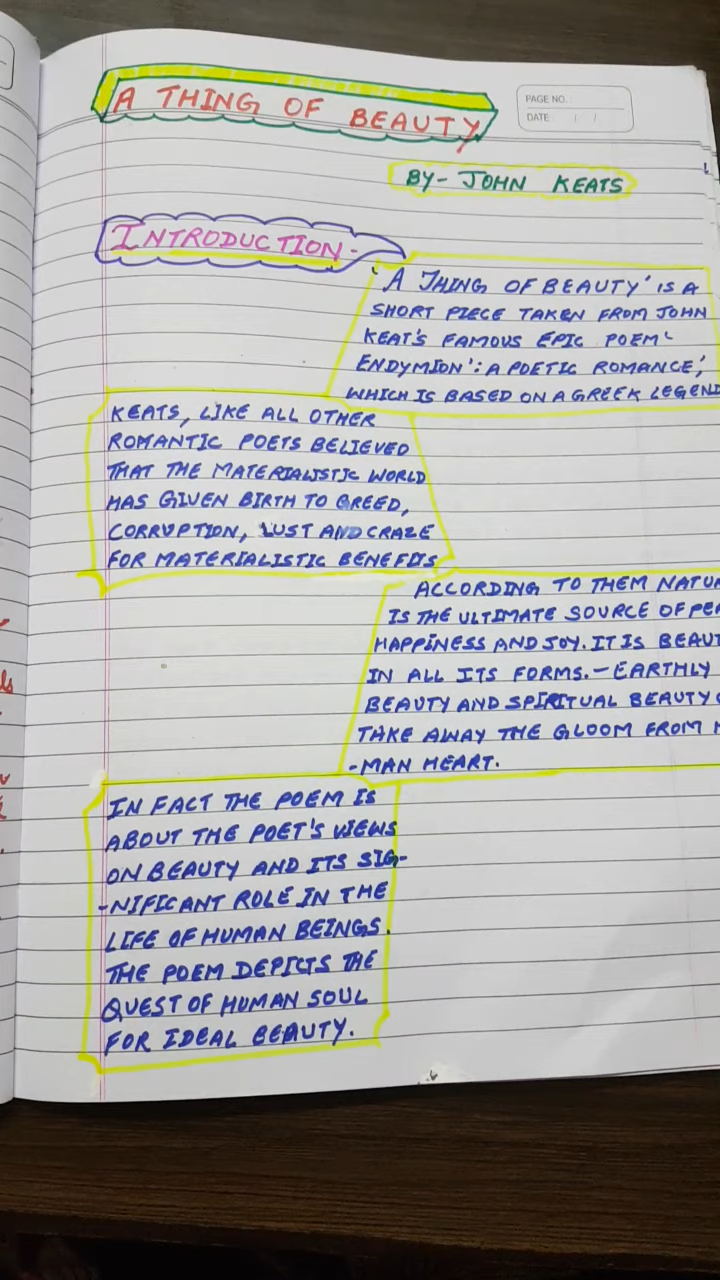 A THING OF BEAUTY
PAGE NO.
DATE / /
BY- JOHN KEATS
INTRODUCTION-
'A THING OF BEAUTY' IS A
SHORT PIECE TAKEN FROM JOHN
KEAT'S FAMOUS EPIC POEM '
ENDYMION': A POETIC ROMANCE,'
WHICH IS BASED ON A GREEK LEGEND
KEATS, LIKE ALL OTHER
ROMANTIC POETS BELIEVED
THAT THE MATERIALISTIC WORLD
HAS GIVEN BIRTH TO GREED,
CORRUPTION, LUST AND CRAZE
FOR MATERIALISTIC BENEFITS
ACCORDING TO THEM NATU
IS THE ULTIMATE SOURCE OF PE
HAPPINESS AND JOY. IT IS BEAU
IN ALL ITS FORMS.- EARTHLY
BEAUTY AND SPIRITUAL BEAUTY
TAKE AWAY THE GLOOM FROM
-MAN HEART.
IN FACT THE POEM IS
ABOUT THE POET'S VIEWS
ON BEAUTY AND ITS SIG-
-NIFICANT ROLE IN THE
LIFE OF HUMAN BEINGS.
THE POEM DEPICTS THE
QUEST OF HUMAN SOUL
FOR IDEAL BEAUTY.